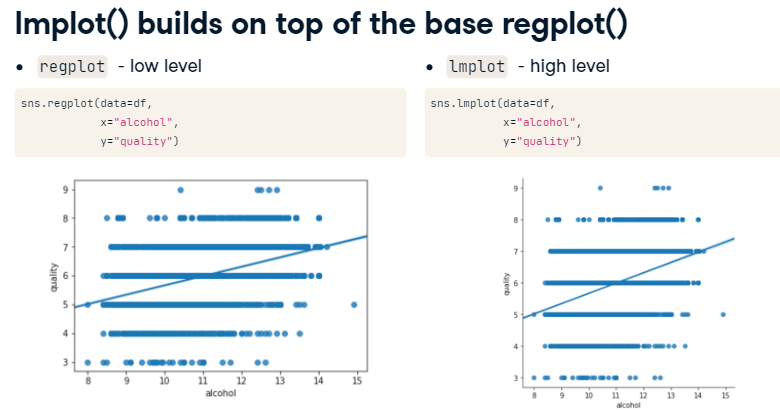 lmplot() builds on top of the base regplot()
• regplot - low level
sns.regplot(data=df,
x="alcohol",
y="quality")
9
8
7
6
5
4
3
quality
8 9 10 11 12 13 14 15
alcohol
• lmplot - high level
sns.lmplot(data=df,
x="alcohol",
y="quality")
9
8
7
6
5
4
3
quality
8 9 10 11 12 13 14 15
alcohol